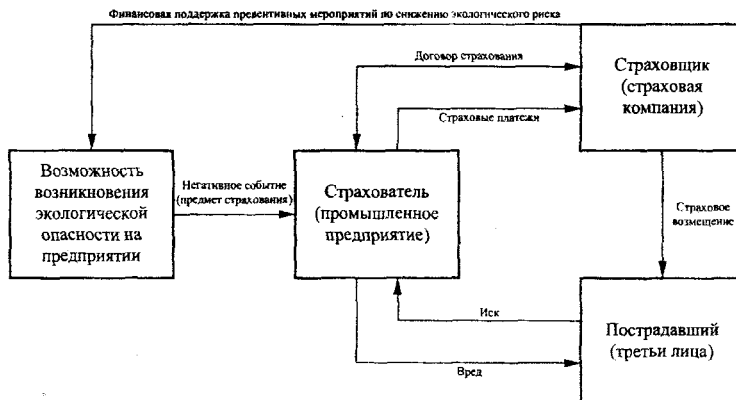 Финансовая поддержка превентивных мероприятий по снижению экологического риска
Договор страхования
Страховщик
(страховая
компания)
Страховые платежи
Возможность
возникновения
экологической
опасности на
предприятии
Негативное событие
(предмет страхования)
Страхователь
(промышленное
предприятие)
Страховое
возмещение
Иск
Пострадавший
(третьи лица)
Вред